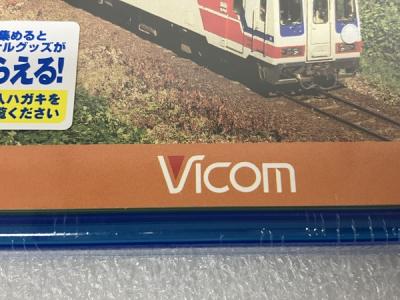 集めると
ルグッズが
らえる!
ハガキを
覧ください
Vicom